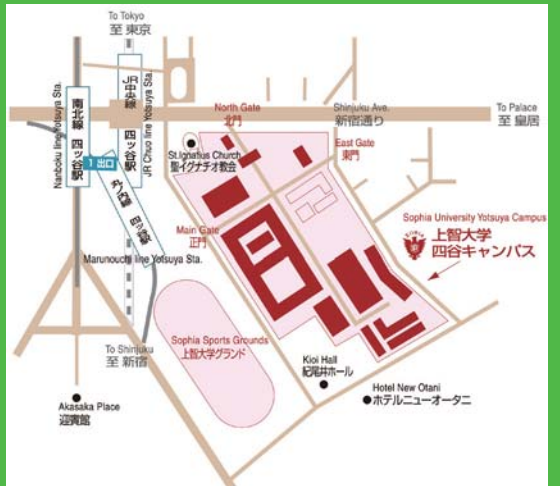 To Tokyo
至 東京
南北線 四ッ谷駅
Nanboku line Yotsuya Sta.
JR中央線 四ッ谷駅
JR Chuo line Yotsuya Sta.
1 出口
丸ノ内線 四ッ谷駅
Marunouchi line Yotsuya Sta.
North Gate
北門
Shinjuku Ave.
新宿通り
To Palace
至 皇居
St.Ignatius Church
聖イグナチオ教会
East Gate
東門
Main Gate
正門
Sophia University Yotsuya Campus
上智大学
四谷キャンパス
Sophia Sports Grounds
上智大学グランド
To Shinjuku
至 新宿
Kioi Hall
紀尾井ホール
Hotel New Otani
ホテルニューオータニ
Akasaka Place
迎賓館